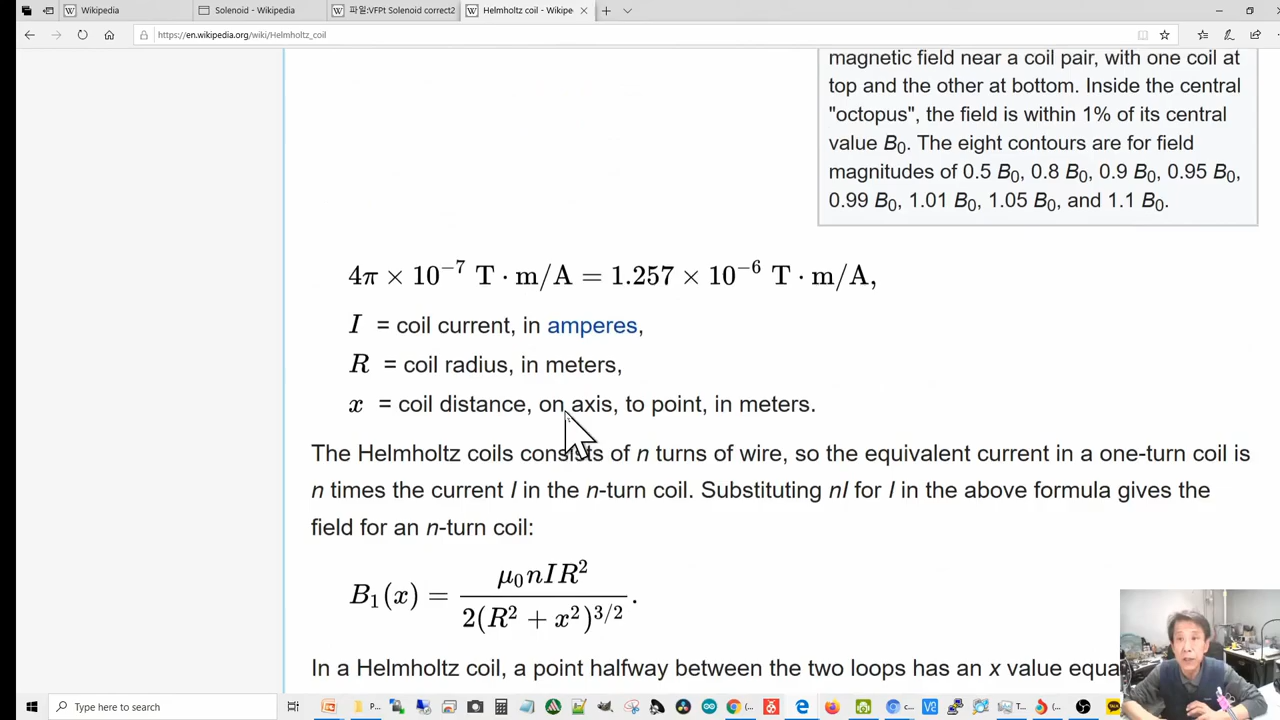 Wikipedia
Solenoid - Wikipedia
파일:VFPt Solenoid correct2
Helmholtz coil - Wikipe
https://en.wikipedia.org/wiki/Helmholtz_coil
magnetic field near a coil pair, with one coil at
top and the other at bottom. Inside the central
"octopus", the field is within 1% of its central
value B₀. The eight contours are for field
magnitudes of 0.5 B₀, 0.8 B₀, 0.9 B₀, 0.95 B₀,
0.99 B₀, 1.01 B₀, 1.05 B₀, and 1.1 B₀.
4π × 10⁻⁷ T · m/A = 1.257 × 10⁻⁶ T · m/A,
I = coil current, in amperes,
R = coil radius, in meters,
x = coil distance, on axis, to point, in meters.
The Helmholtz coils consists of n turns of wire, so the equivalent current in a one-turn coil is
n times the current I in the n-turn coil. Substituting nI for I in the above formula gives the
field for an n-turn coil:
B₁(x) = μ₀nIR² / 2(R² + x²)^3/2.
In a Helmholtz coil, a point halfway between the two loops has an x value
Type here to search